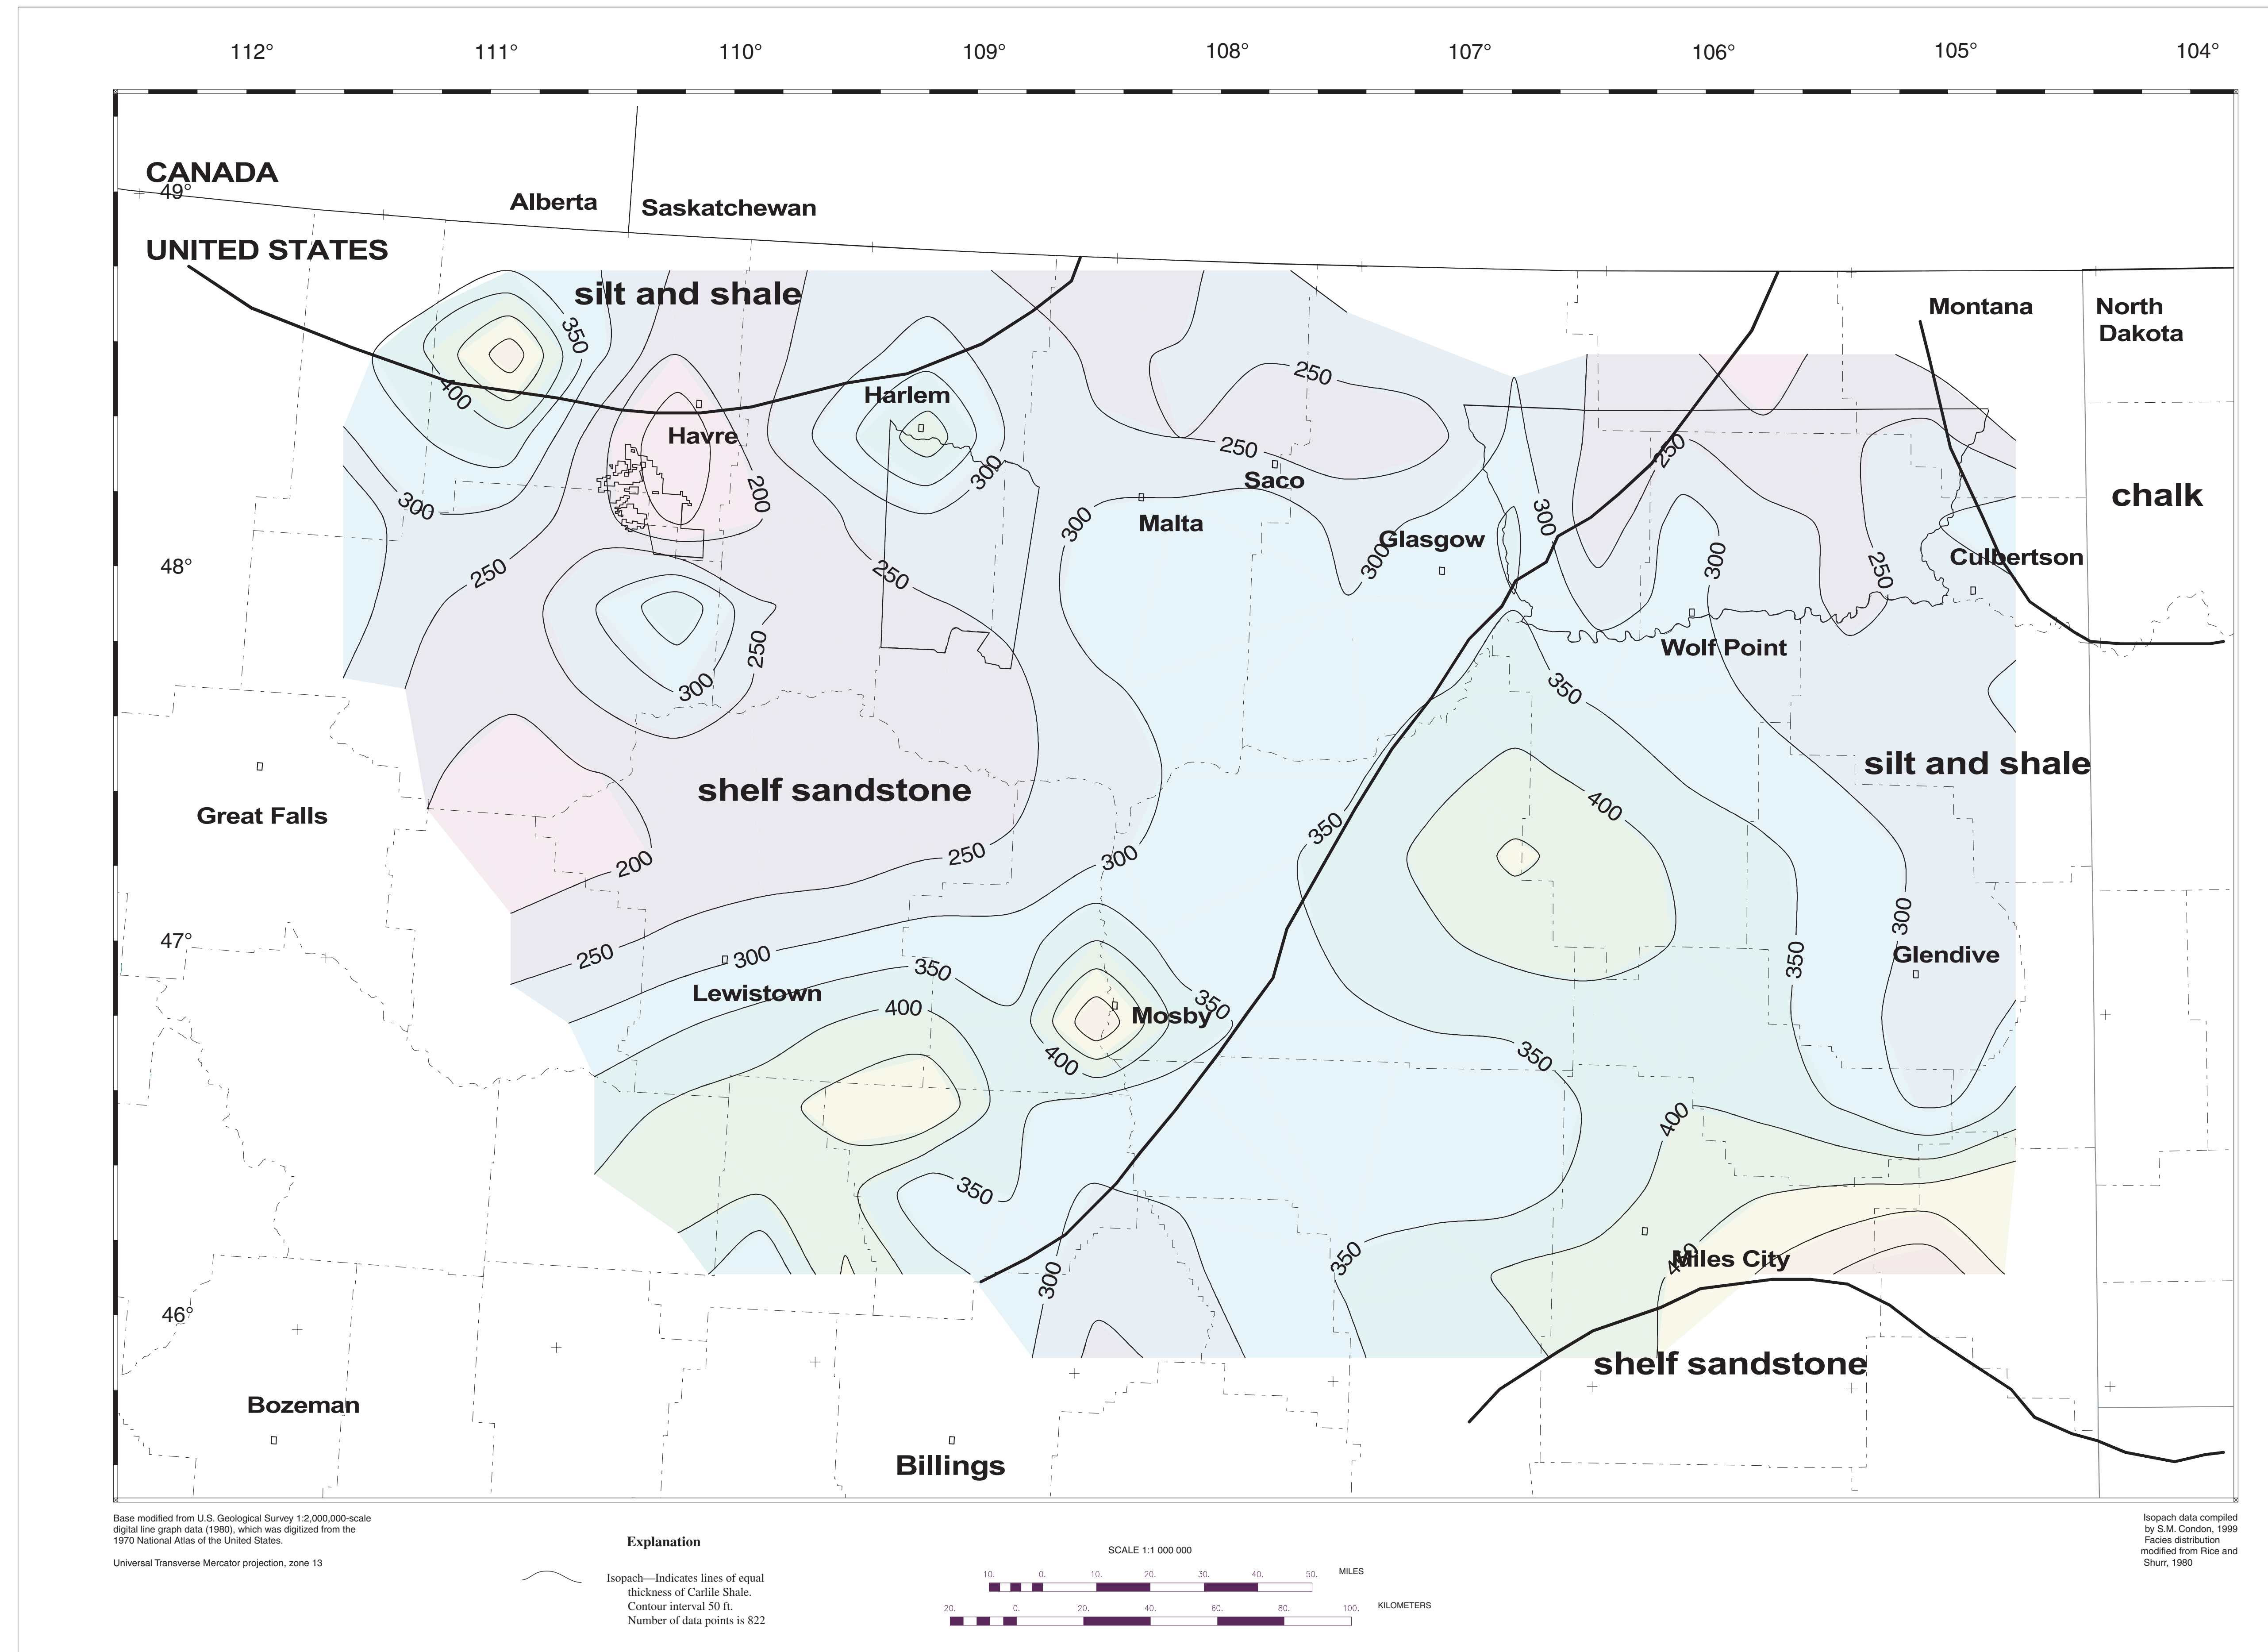 112° 111° 110° 109° 108° 107° 106° 105° 104°
CANADA
49°
Alberta
Saskatchewan
UNITED STATES
silt and shale
Montana
North
Dakota
350
400
Harlem
250
Havre
250
250
Saco
300
200
300
300
Malta
300
Glasgow
chalk
48°
250
250
300
300
250
Culbertson
250
Wolf Point
300
350
silt and shale
Great Falls
shelf sandstone
400
350
200
250
300
47°
250
300
350
300
350
Glendive
Lewistown
400
350
Mosby
400
350
400
350
46°
300
350
Miles City
shelf sandstone
Bozeman
Billings
Base modified from U.S. Geological Survey 1:2,000,000-scale
digital line graph data (1980), which was digitized from the
1970 National Atlas of the United States.
Universal Transverse Mercator projection, zone 13
Explanation
Isopach—Indicates lines of equal
thickness of Carlile Shale.
Contour interval 50 ft.
Number of data points is 822
SCALE 1:1 000 000
10. 0. 10. 20. 30. 40. 50. MILES
20. 0. 20. 40. 60. 80. 100. KILOMETERS
Isopach data compiled
by S.M. Condon, 1999
Facies distribution
modified from Rice and
Shurr, 1980